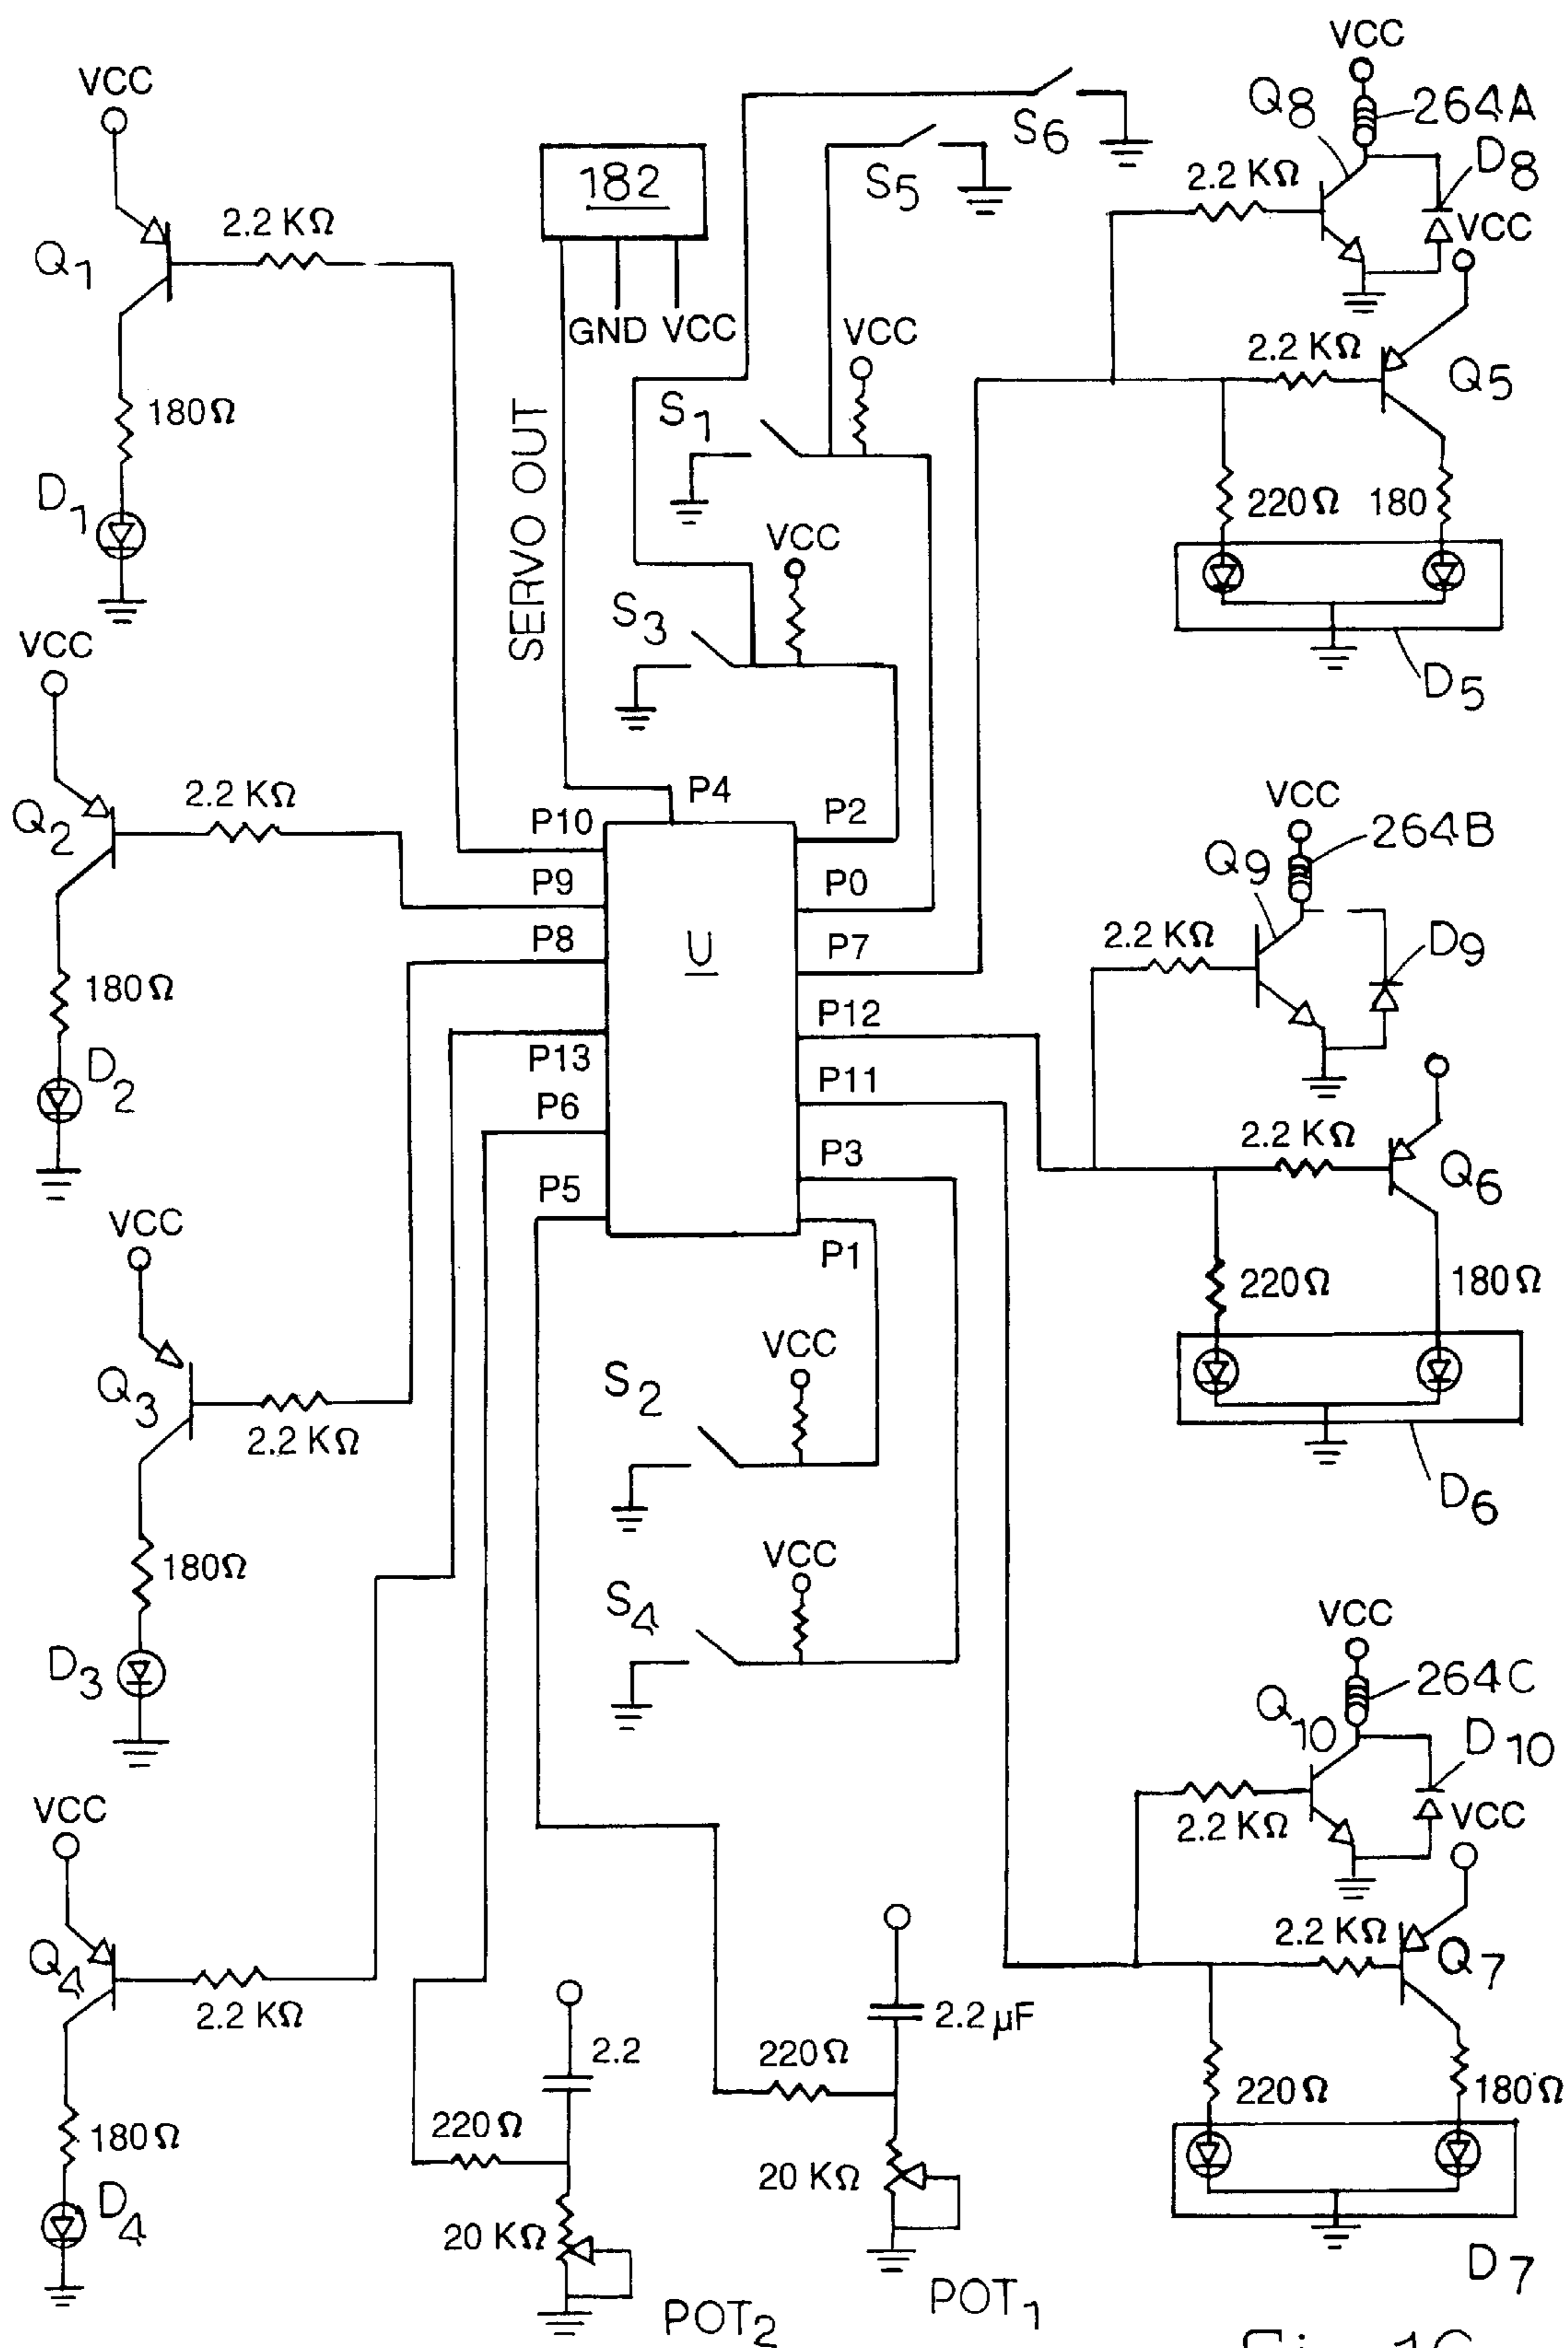 VCC
Q1
2.2 KΩ
180Ω
D1
VCC
Q2
2.2 KΩ
180Ω
D2
VCC
Q3
2.2 KΩ
180Ω
D3
VCC
Q4
2.2 KΩ
180Ω
D4
182
GND VCC
SERVO OUT
S6
S5
VCC
S1
VCC
S3
P4
P10
P9
P8
P13
P6
P5
U
P2
P0
P7
P12
P11
P3
P1
VCC
S2
VCC
S4
2.2
220Ω
20 KΩ
POT2
2.2 µF
220Ω
20 KΩ
POT1
VCC
Q8
264A
D8
2.2 KΩ
VCC
2.2 KΩ
Q5
220Ω 180
D5
VCC
Q9
264B
D9
2.2 KΩ
2.2 KΩ
Q6
220Ω
180Ω
D6
VCC
Q10
264C
D10
2.2 KΩ
VCC
2.2 KΩ
Q7
220Ω
180Ω
D7